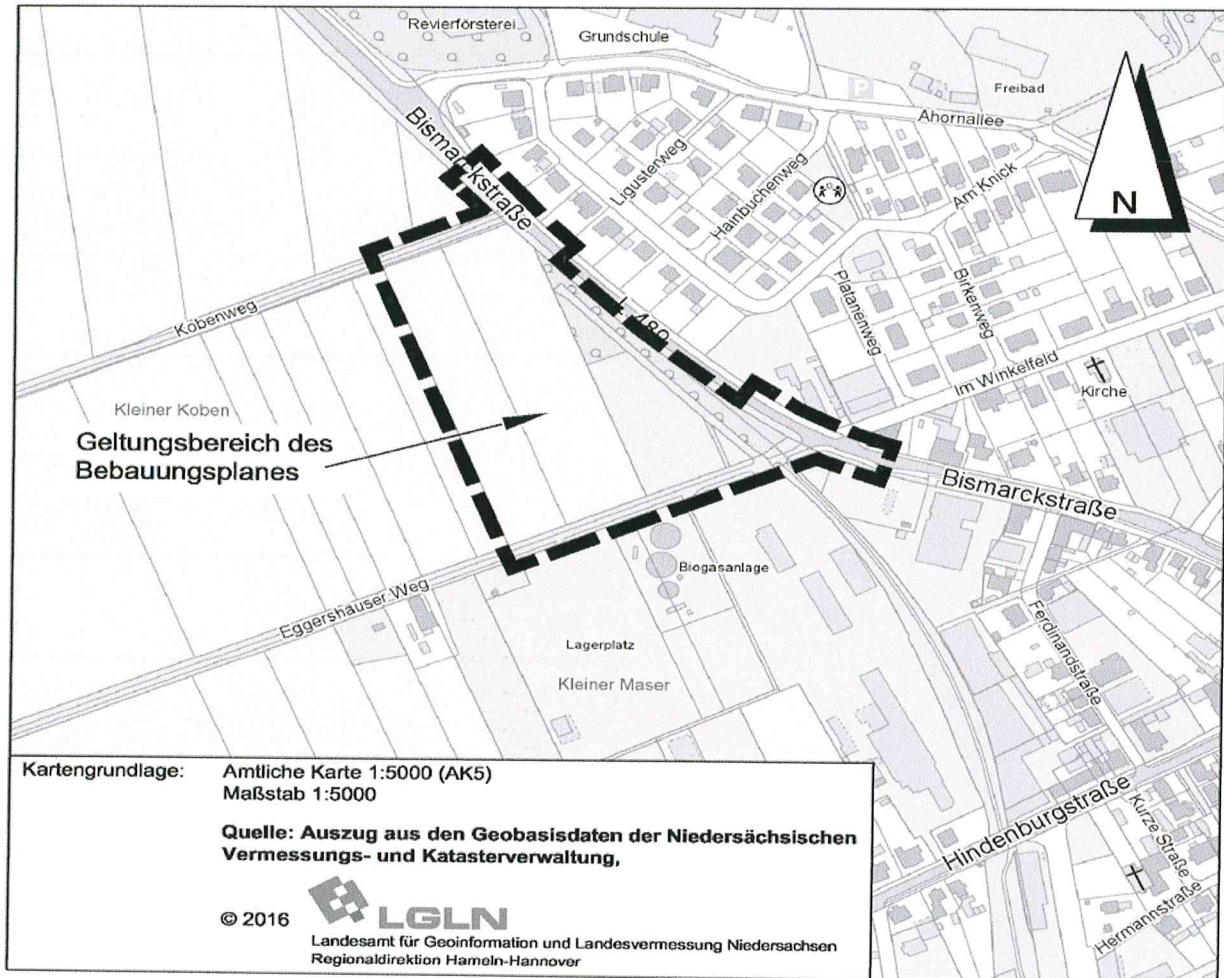 Revierförsterei
Grundschule
Freibad
P
Ahornallee
Bismarckstraße
Ligusterweg
Hainbuchenweg
Am Knick
N
Platanenweg
Birkenweg
Kobenweg
Im Winkelfeld
Kirche
Kleiner Koben
Geltungsbereich des
Bebauungsplanes
Bismarckstraße
Biogasanlage
Eggershäuser Weg
Ferdinandstraße
Lagerplatz
Kleiner Maser
Hindenburgstraße
Kurze Straße
Hermannstraße
Kartengrundlage: Amtliche Karte 1:5000 (AK5)
Maßstab 1:5000
Quelle: Auszug aus den Geobasisdaten der Niedersächsischen
Vermessungs- und Katasterverwaltung,
© 2016 LGLN
Landesamt für Geoinformation und Landesvermessung Niedersachsen
Regionaldirektion Hameln-Hannover